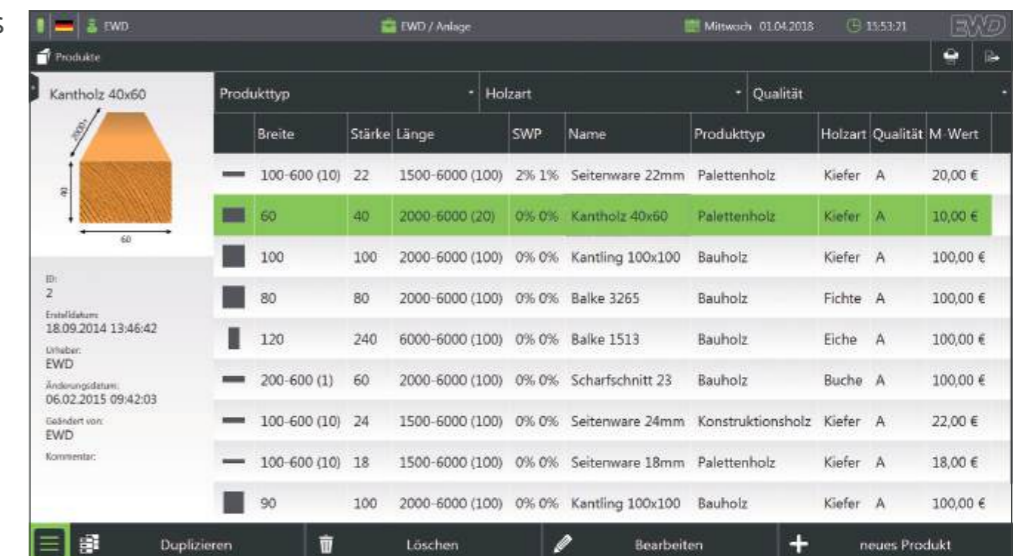 S
EWD EWD / Anlage Mittwoch 01.04.2018 15:53:21 EWD
Produkte
Kantholz 40x60
2000+
40
60
ID:
2
Erstelldatum:
18.09.2014 13:46:42
Urheber:
EWD
Änderungsdatum:
06.02.2015 09:42:03
Geändert von:
EWD
Kommentar:
Produkttyp Holzart Qualität
Breite Stärke Länge SWP Name Produkttyp Holzart Qualität M-Wert
100-600 (10) 22 1500-6000 (100) 2% 1% Seitenware 22mm Palettenholz Kiefer A 20,00 €
60 40 2000-6000 (20) 0% 0% Kantholz 40x60 Palettenholz Kiefer A 10,00 €
100 100 2000-6000 (100) 0% 0% Kantling 100x100 Bauholz Kiefer A 100,00 €
80 80 2000-6000 (100) 0% 0% Balke 3265 Bauholz Fichte A 100,00 €
120 240 6000-6000 (100) 0% 0% Balke 1513 Bauholz Eiche A 100,00 €
200-600 (1) 60 2000-6000 (100) 0% 0% Scharfschnitt 23 Bauholz Buche A 100,00 €
100-600 (10) 24 1500-6000 (100) 0% 0% Seitenware 24mm Konstruktionsholz Kiefer A 22,00 €
100-600 (10) 18 1500-6000 (100) 0% 0% Seitenware 18mm Palettenholz Kiefer A 18,00 €
90 100 2000-6000 (100) 0% 0% Kantling 100x100 Bauholz Kiefer A 100,00 €
Duplizieren Löschen Bearbeiten neues Produkt